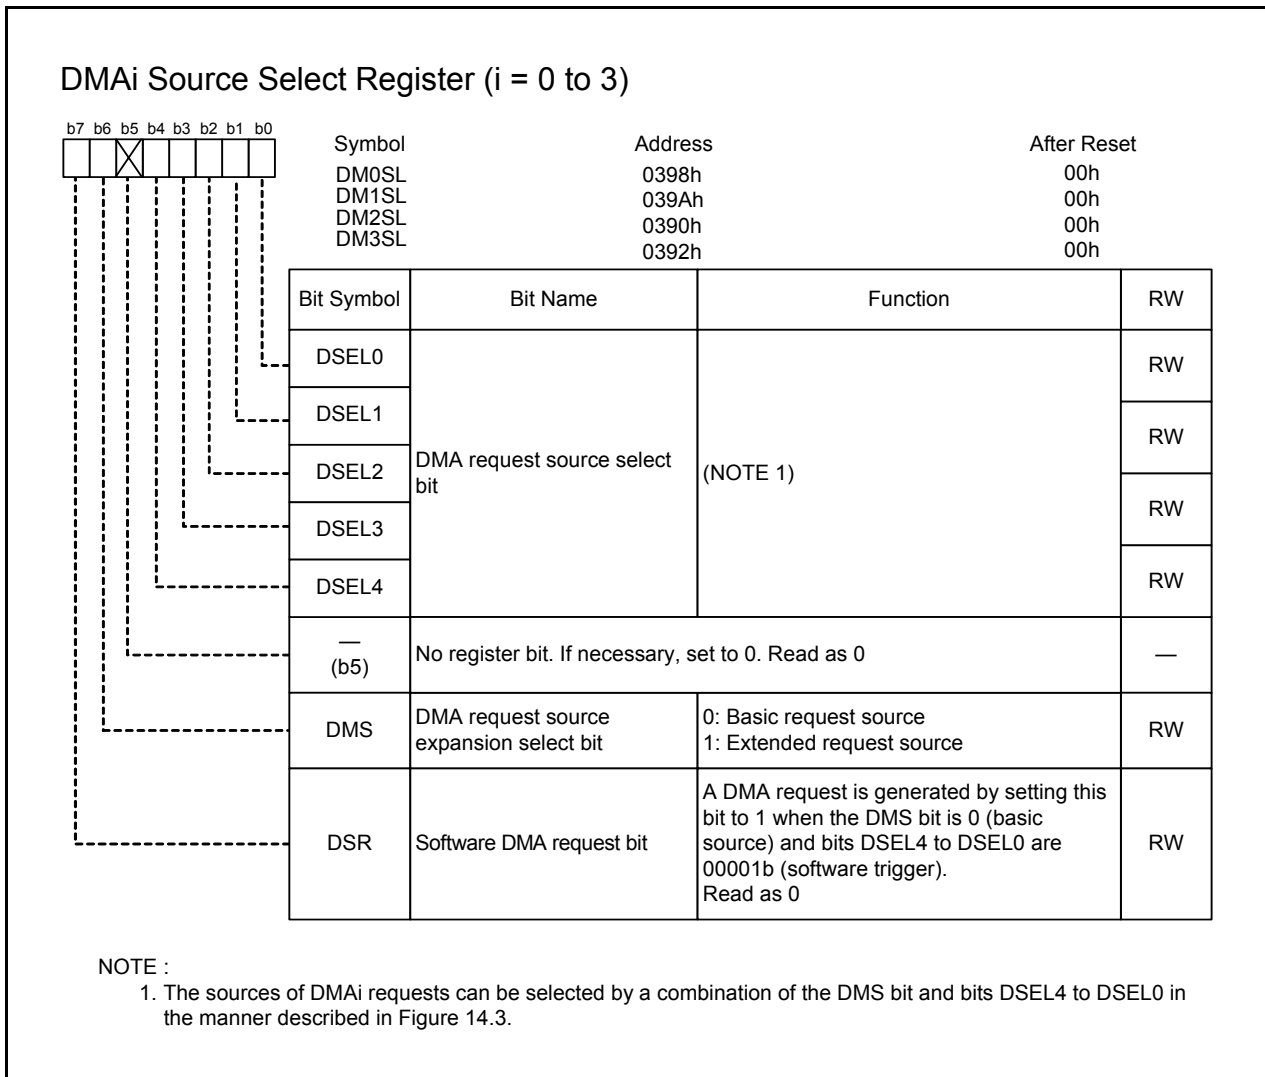 DMAi Source Select Register (i = 0 to 3)
b7 b6 b5 b4 b3 b2 b1 b0
Symbol Address After Reset
DM0SL 0398h 00h
DM1SL 039Ah 00h
DM2SL 0390h 00h
DM3SL 0392h 00h
Bit Symbol Bit Name Function RW
DSEL0 RW
DSEL1 RW
DSEL2 DMA request source select
bit (NOTE 1)
DSEL3 RW
DSEL4 RW
—
(b5) No register bit. If necessary, set to 0. Read as 0 —
DMS DMA request source
expansion select bit
0: Basic request source
1: Extended request source
RW
DSR Software DMA request bit
A DMA request is generated by setting this
bit to 1 when the DMS bit is 0 (basic
source) and bits DSEL4 to DSEL0 are
00001b (software trigger).
Read as 0
RW
NOTE :
1. The sources of DMAi requests can be selected by a combination of the DMS bit and bits DSEL4 to DSEL0 in
the manner described in Figure 14.3.